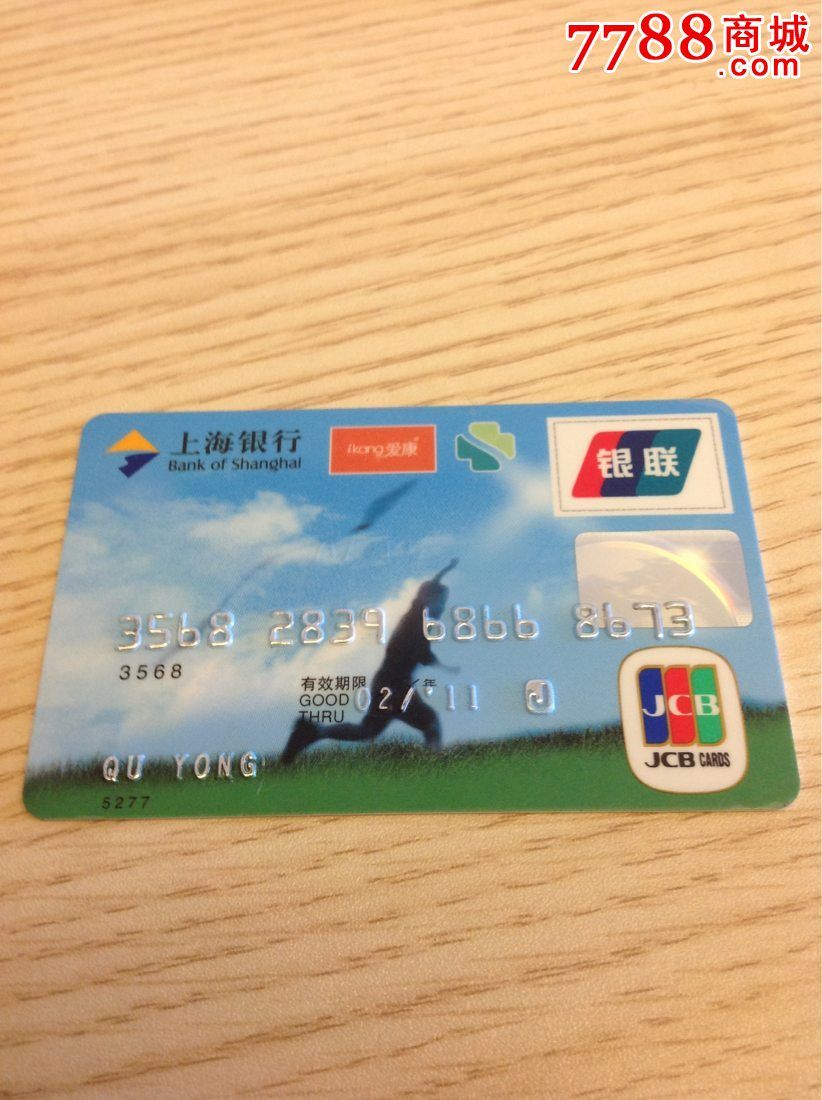 7788商城
.com
上海银行
Bank of Shanghai
ikang爱康
银联
3568 2839 6866 8673
3568
有效期限 年
GOOD THRU 02/'11 J
QU YONG
5277
JCB
JCB CARDS